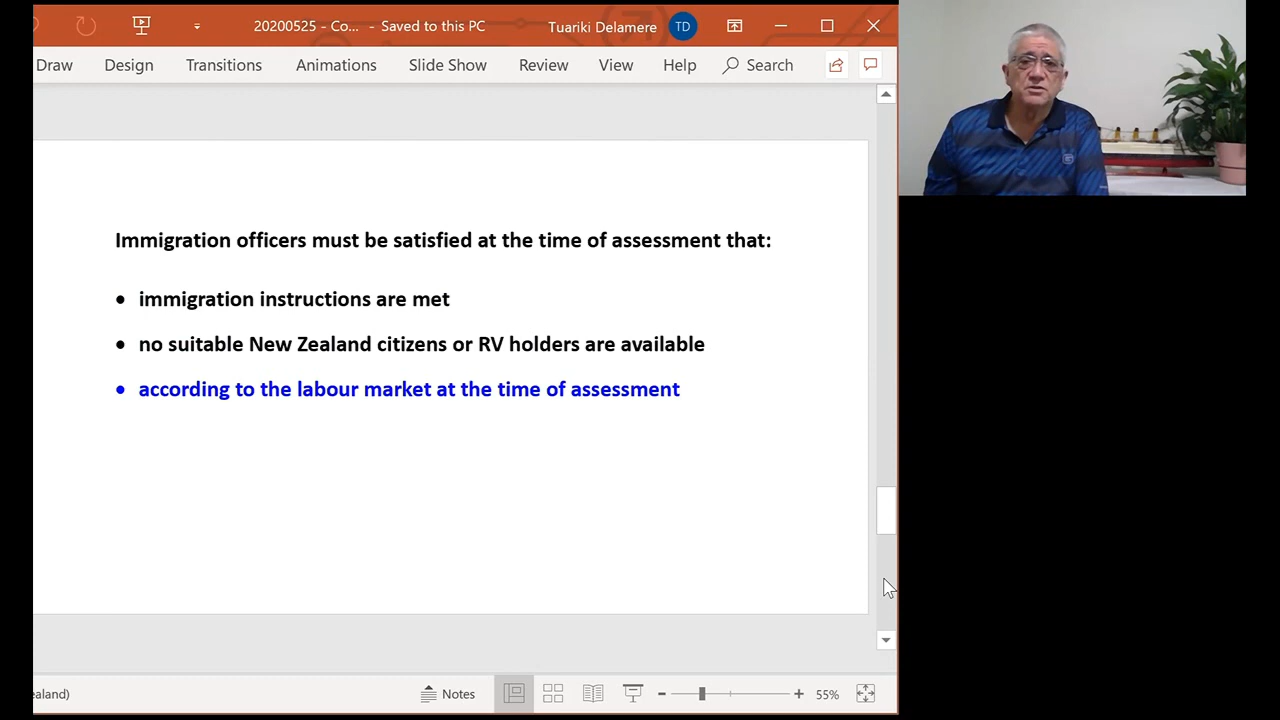 20200525 - Co... - Saved to this PC
Tuariki Delamere TD
Draw Design Transitions Animations Slide Show Review View Help Search
Immigration officers must be satisfied at the time of assessment that:
• immigration instructions are met
• no suitable New Zealand citizens or RV holders are available
• according to the labour market at the time of assessment
ealand)
Notes
55%